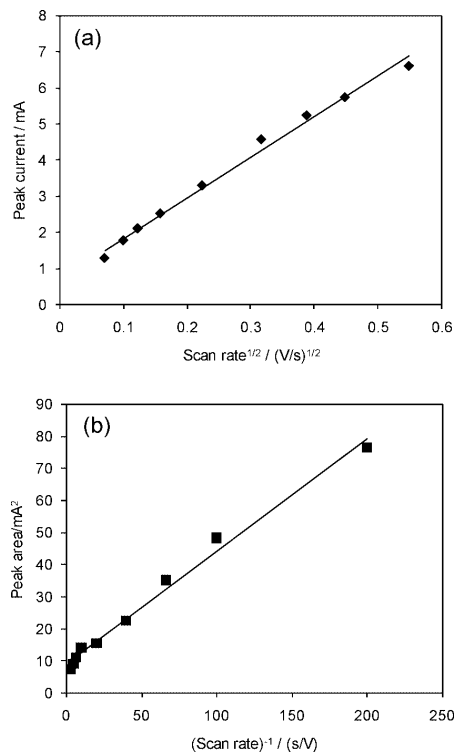 (a)
8
7
6
5
4
3
2
1
0
Peak current / mA
0 0.1 0.2 0.3 0.4 0.5 0.6
Scan rate1/2 / (V/s)1/2
(b)
90
80
70
60
50
40
30
20
10
0
Peak area/mA2
0 50 100 150 200 250
(Scan rate)-1 / (s/V)